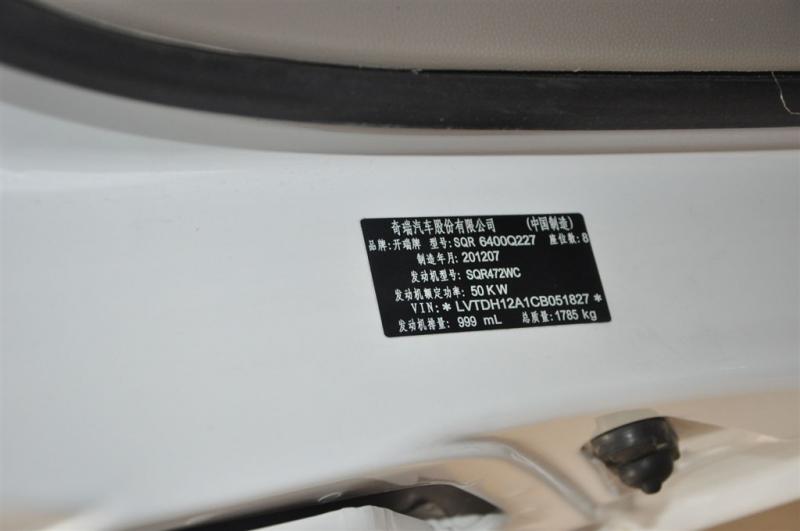 奇瑞汽车股份有限公司 (中国制造)
品牌:开瑞牌 型号:SQR 6400Q227 座位数:8
制造年月:201207
发动机型号: SQR472WC
发动机额定功率: 50 KW
VIN:*LVTDH12A1CB051827*
发动机排量: 999 mL 总质量:1785 kg